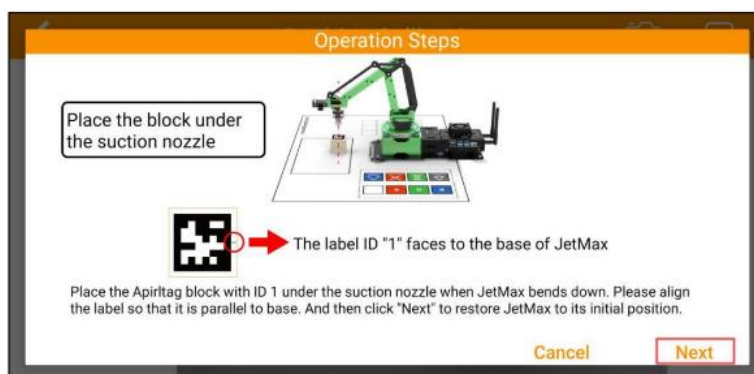 Operation Steps
Place the block under
the suction nozzle
The label ID "1" faces to the base of JetMax
Place the Apirltag block with ID 1 under the suction nozzle when JetMax bends down. Please align
the label so that it is parallel to base. And then click "Next" to restore JetMax to its initial position.
Cancel
Next